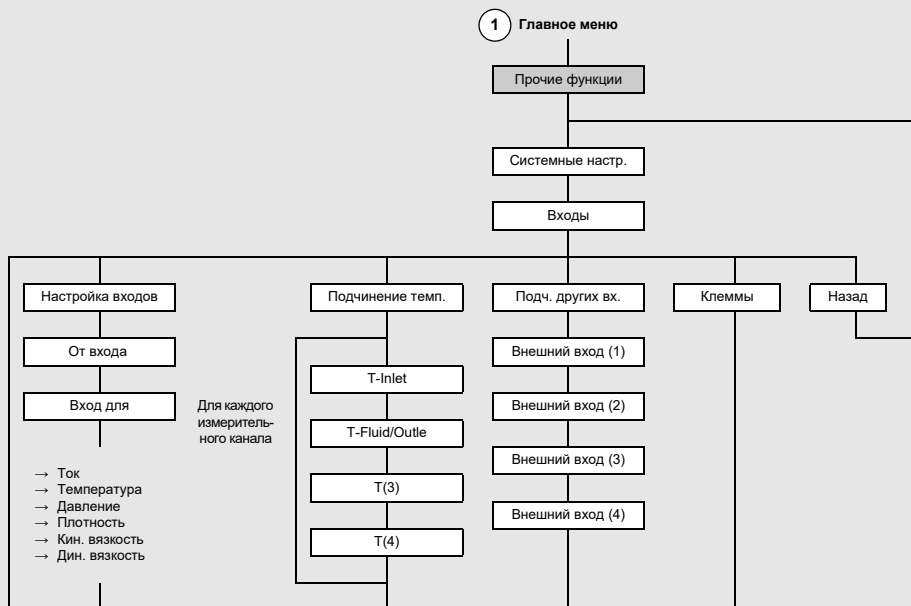 1 Главное меню
Прочие функции
Системные настр.
Входы
Настройка входов
Подчинение темп.
Подч. других вх.
Клеммы
Назад
От входа
Вход для
→ Ток
→ Температура
→ Давление
→ Плотность
→ Кин. вязкость
→ Дин. вязкость
Для каждого
измеритель-
ного канала
T-Inlet
T-Fluid/Outle
T(3)
T(4)
Внешний вход (1)
Внешний вход (2)
Внешний вход (3)
Внешний вход (4)